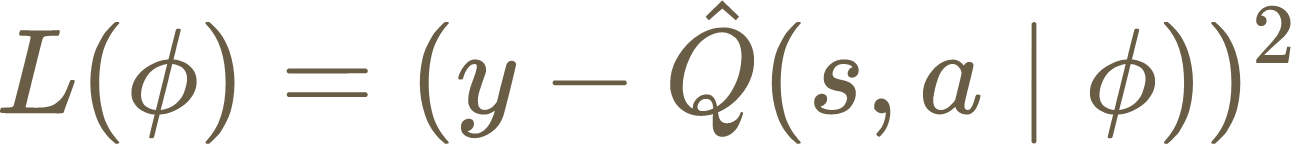 L(ϕ) = (y − Q̂(s, a ∣ ϕ))²